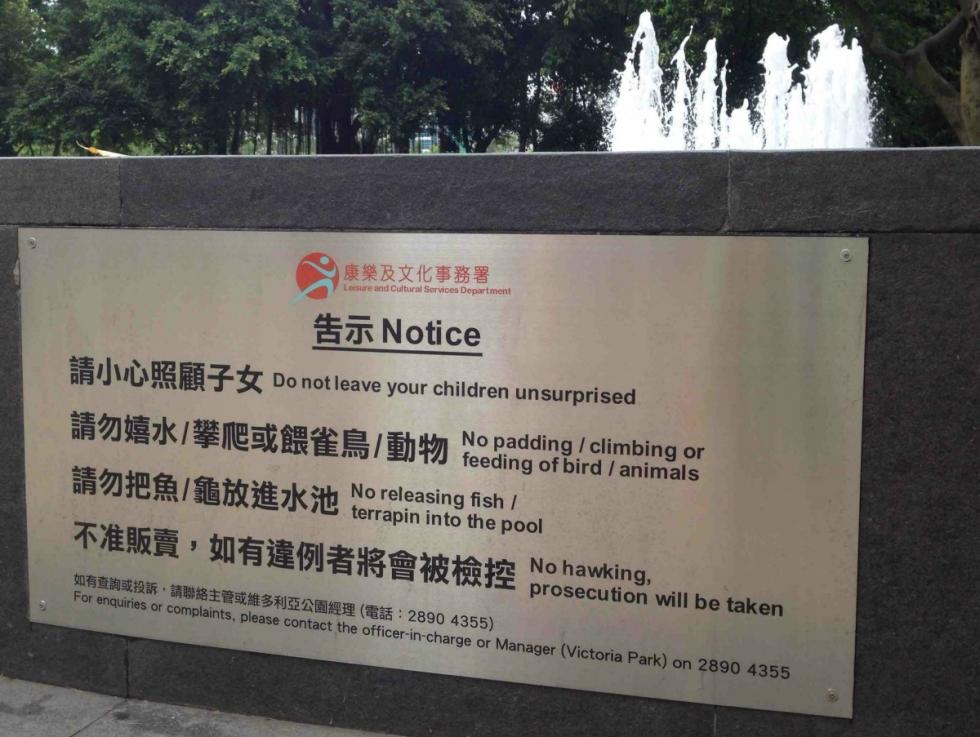 康樂及文化事務署
Leisure and Cultural Services Department
告示 Notice
請小心照顧子女 Do not leave your children unsurprised
請勿嬉水/攀爬或餵雀鳥/動物 No padding / climbing or
feeding of bird / animals
請勿把魚/龜放進水池 No releasing fish /
terrapin into the pool
不准販賣，如有違例者將會被檢控 No hawking,
prosecution will be taken
如有查詢或投訴，請聯絡主管或維多利亞公園經理 (電話：2890 4355)
For enquiries or complaints, please contact the officer-in-charge or Manager (Victoria Park) on 2890 4355